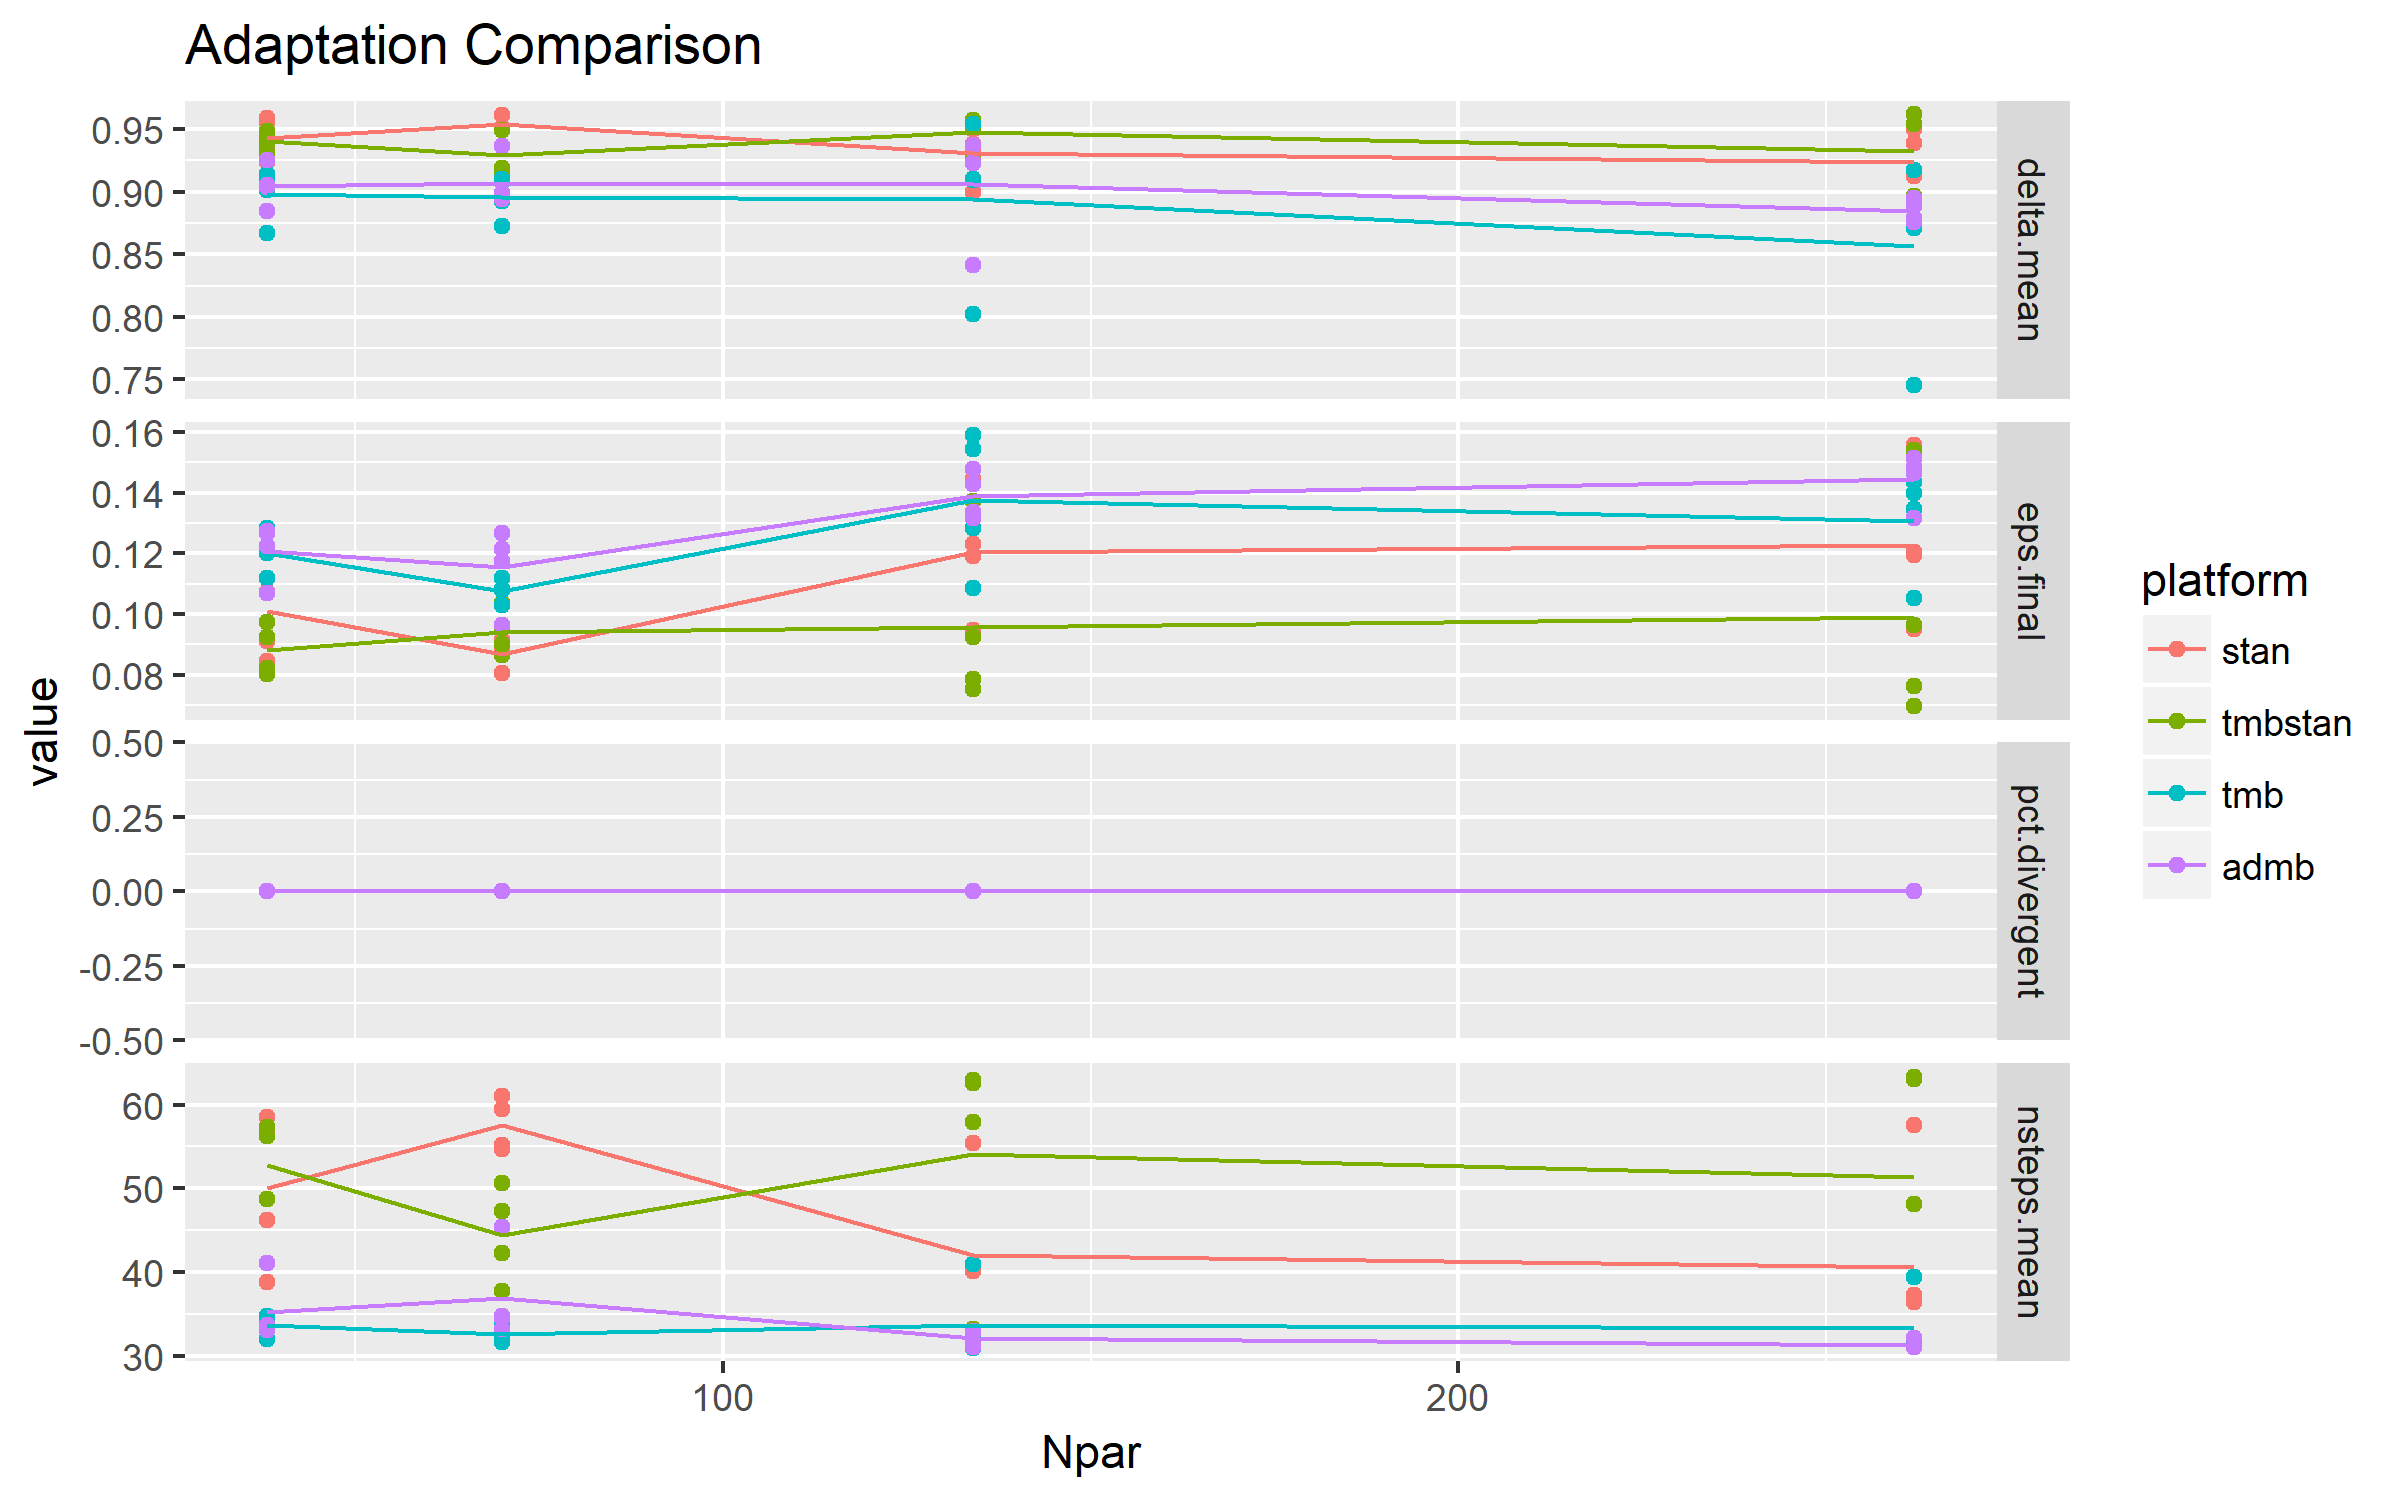 Adaptation Comparison
value
0.95
0.90
0.85
0.80
0.75
delta.mean
0.16
0.14
0.12
0.10
0.08
eps.final
0.50
0.25
0.00
-0.25
-0.50
pct.divergent
60
50
40
30
nsteps.mean
100
200
Npar
platform
stan
tmbstan
tmb
admb